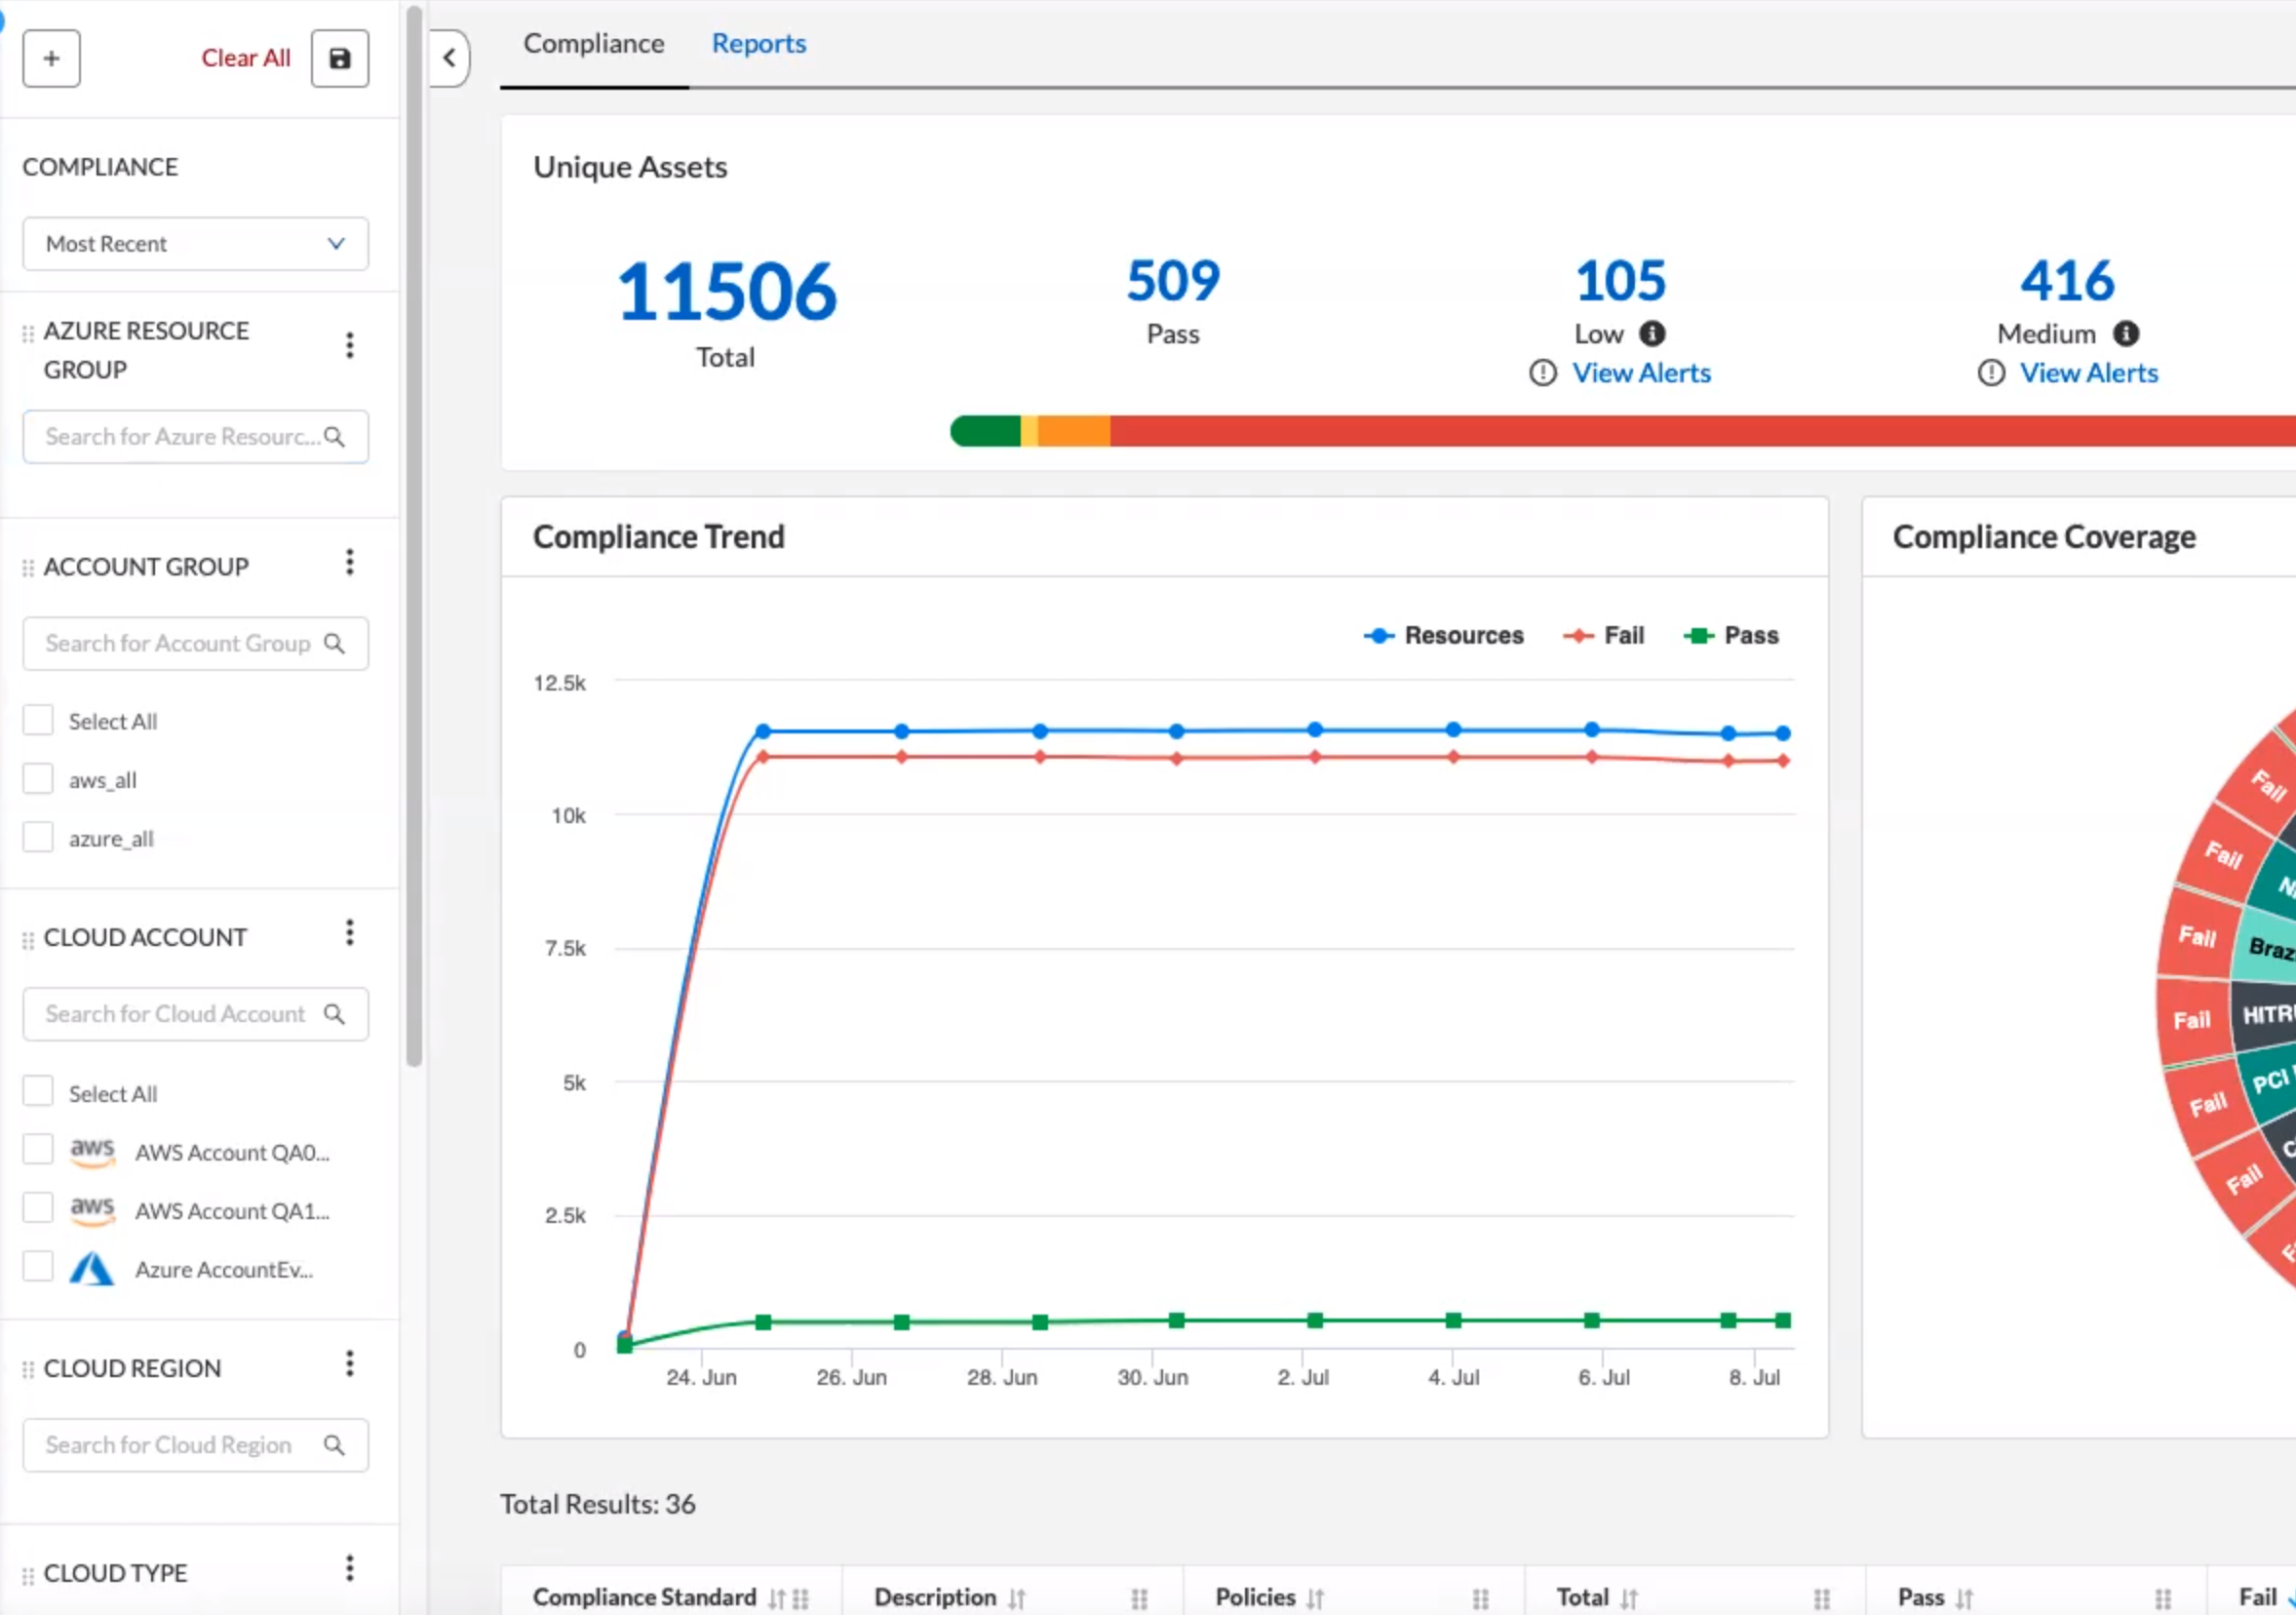 + Clear All
COMPLIANCE
Most Recent
AZURE RESOURCE
GROUP
Search for Azure Resourc...
ACCOUNT GROUP
Search for Account Group
Select All
aws_all
azure_all
CLOUD ACCOUNT
Search for Cloud Account
Select All
aws AWS Account QA0...
aws AWS Account QA1...
Azure AccountEv...
CLOUD REGION
Search for Cloud Region
CLOUD TYPE
Compliance Reports
Unique Assets
11506
Total
509
Pass
105
Low
View Alerts
416
Medium
View Alerts
Compliance Trend
Resources Fail Pass
12.5k
10k
7.5k
5k
2.5k
0
24. Jun 26. Jun 28. Jun 30. Jun 2. Jul 4. Jul 6. Jul 8. Jul
Compliance Coverage
Fail
Fail
Fail
Braz
Fail
HITR
Fail
PCI
Fail
Total Results: 36
Compliance Standard Description Policies Total Pass Fail